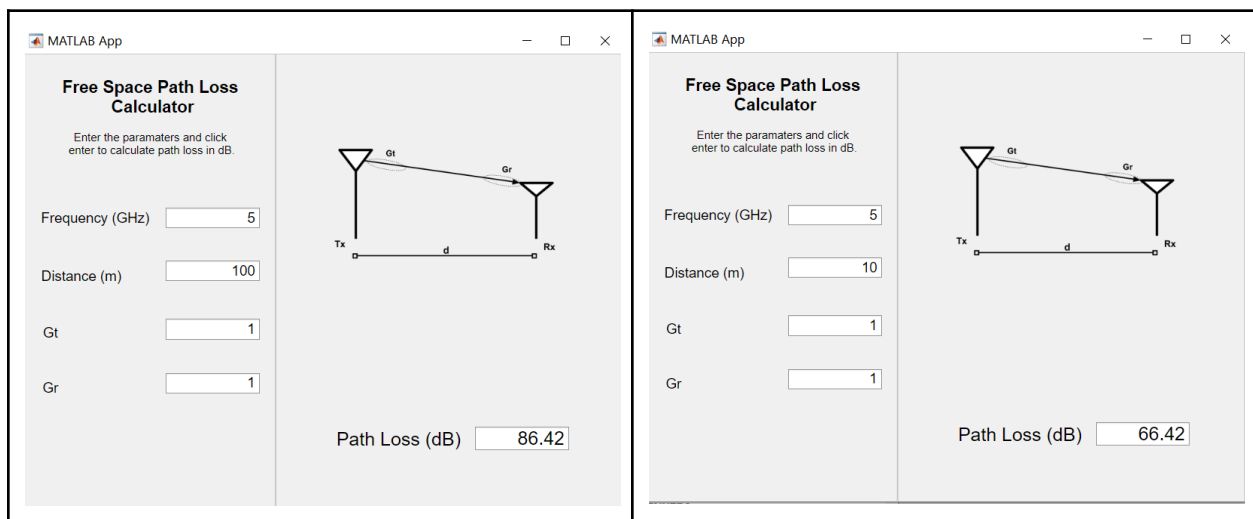 MATLAB App
Free Space Path Loss
Calculator
Enter the paramaters and click
enter to calculate path loss in dB.
Frequency (GHz) 5
Distance (m) 100
Gt 1
Gr 1
Gt
Gr
Tx
d
Rx
Path Loss (dB) 86.42
MATLAB App
Free Space Path Loss
Calculator
Enter the paramaters and click
enter to calculate path loss in dB.
Frequency (GHz) 5
Distance (m) 10
Gt 1
Gr 1
Gt
Gr
Tx
d
Rx
Path Loss (dB) 66.42